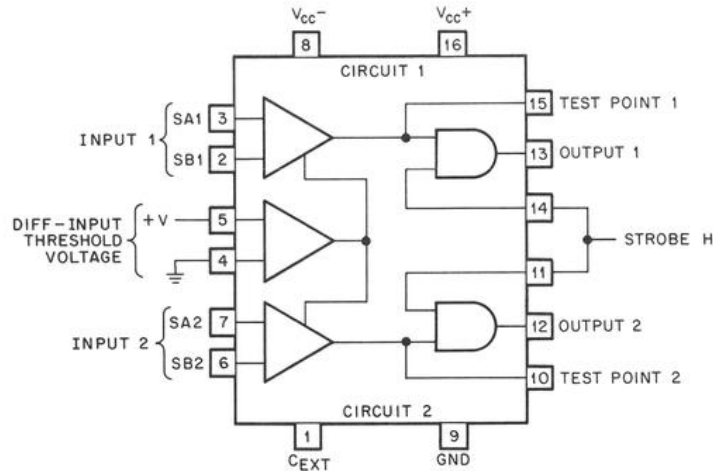 VCC-
VCC+
8
16
CIRCUIT 1
INPUT 1
SA1 3
SB1 2
15 TEST POINT 1
13 OUTPUT 1
DIFF-INPUT
THRESHOLD
VOLTAGE
+V 5
4
14
STROBE H
11
INPUT 2
SA2 7
SB2 6
12 OUTPUT 2
10 TEST POINT 2
CIRCUIT 2
1
9
CEXT
GND